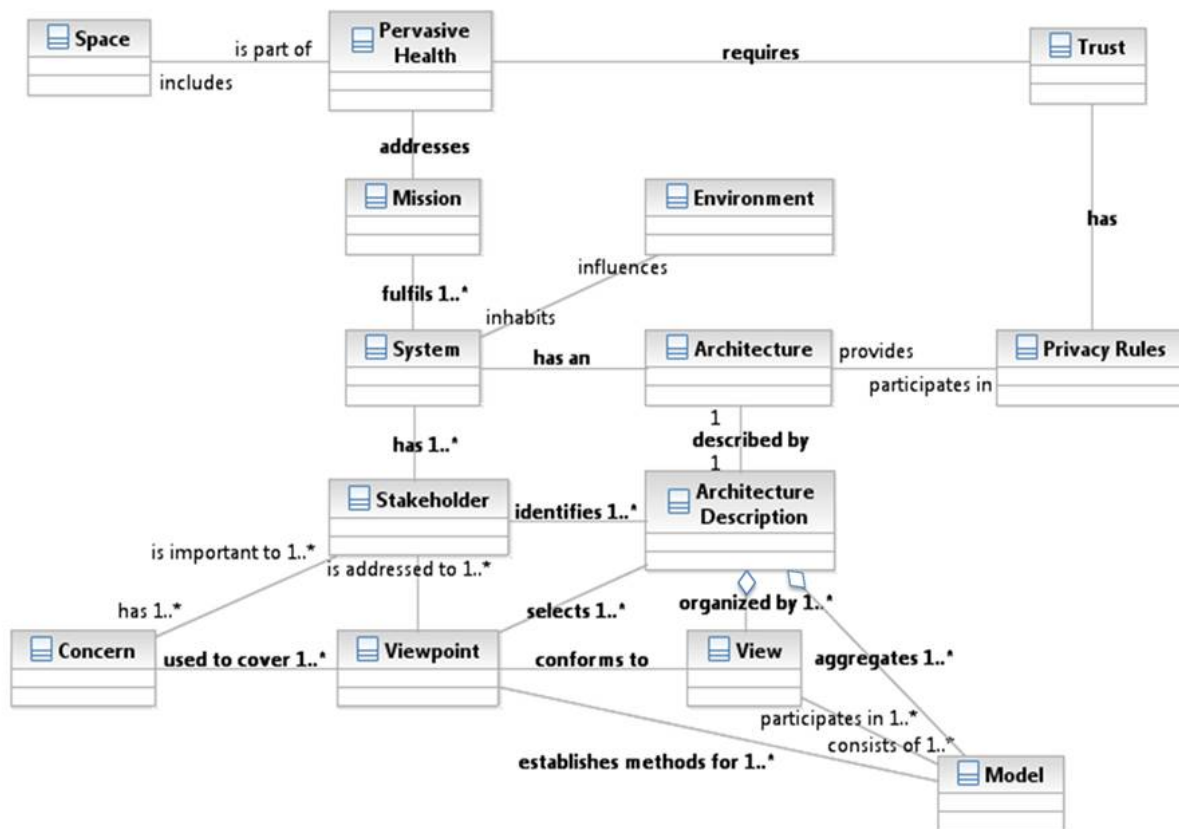 Space
is part of
includes
Pervasive
Health
requires
Trust
addresses
Mission
Environment
has
influences
fulfils 1..*
inhabits
System
has an
Architecture
provides
participates in
Privacy Rules
1
described by
1
has 1..*
Stakeholder
identifies 1..*
Architecture
Description
is important to 1..*
is addressed to 1..*
has 1..*
selects 1..*
organized by 1..*
Concern
used to cover 1..*
Viewpoint
conforms to
View
aggregates 1..*
participates in 1..*
consists of 1..*
establishes methods for 1..*
Model